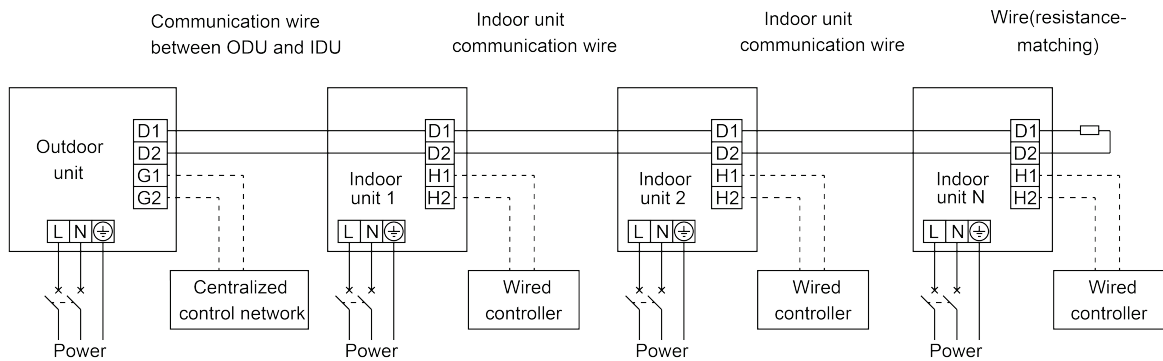 Communication wire
between ODU and IDU
Indoor unit
communication wire
Indoor unit
communication wire
Wire(resistance-
matching)
Outdoor
unit
D1
D2
G1
G2
L N
Centralized
control network
Power
Indoor
unit 1
D1
D2
H1
H2
L N
Wired
controller
Power
Indoor
unit 2
D1
D2
H1
H2
L N
Wired
controller
Power
Indoor
unit N
D1
D2
H1
H2
L N
Wired
controller
Power